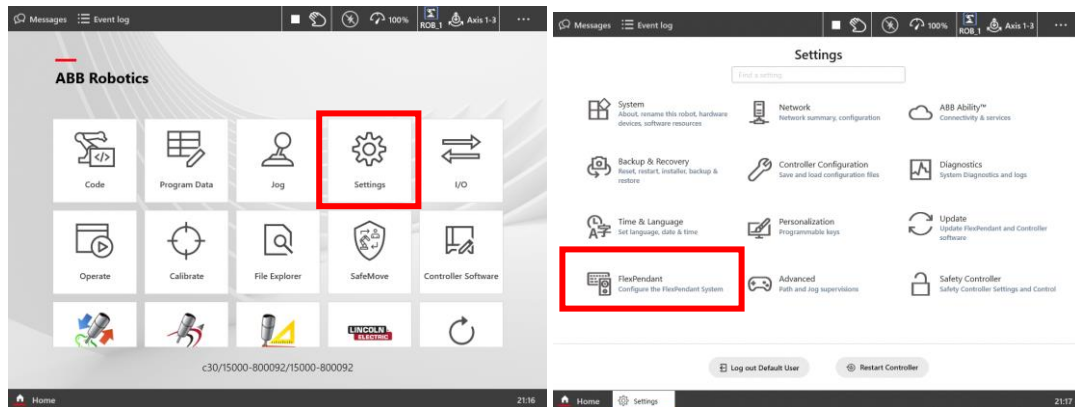 Messages Event log 100% ROB_1 Axis 1-3 ...
ABB Robotics
Code Program Data Jog Settings I/O
Operate Calibrate File Explorer SafeMove Controller Software
LINCOLN
ELECTRIC
c30/15000-800092/15000-800092
Home 21:16
Messages Event log 100% ROB_1 Axis 1-3 ...
Settings
Find a setting
System
About, rename this robot, hardware
devices, software resources
Network
Network summary, configuration
ABB Ability™
Connectivity & services
Backup & Recovery
Reset, restart, installer, backup &
restore
Controller Configuration
Save and load configuration files
Diagnostics
System Diagnostics and logs
Time & Language
Set language, date & time
Personalization
Programmable keys
Update
Update FlexPendant and Controller
software
FlexPendant
Configure the FlexPendant System
Advanced
Path and Jog supervisions
Safety Controller
Safety Controller Settings and Control
Log out Default User Restart Controller
Home Settings 21:17